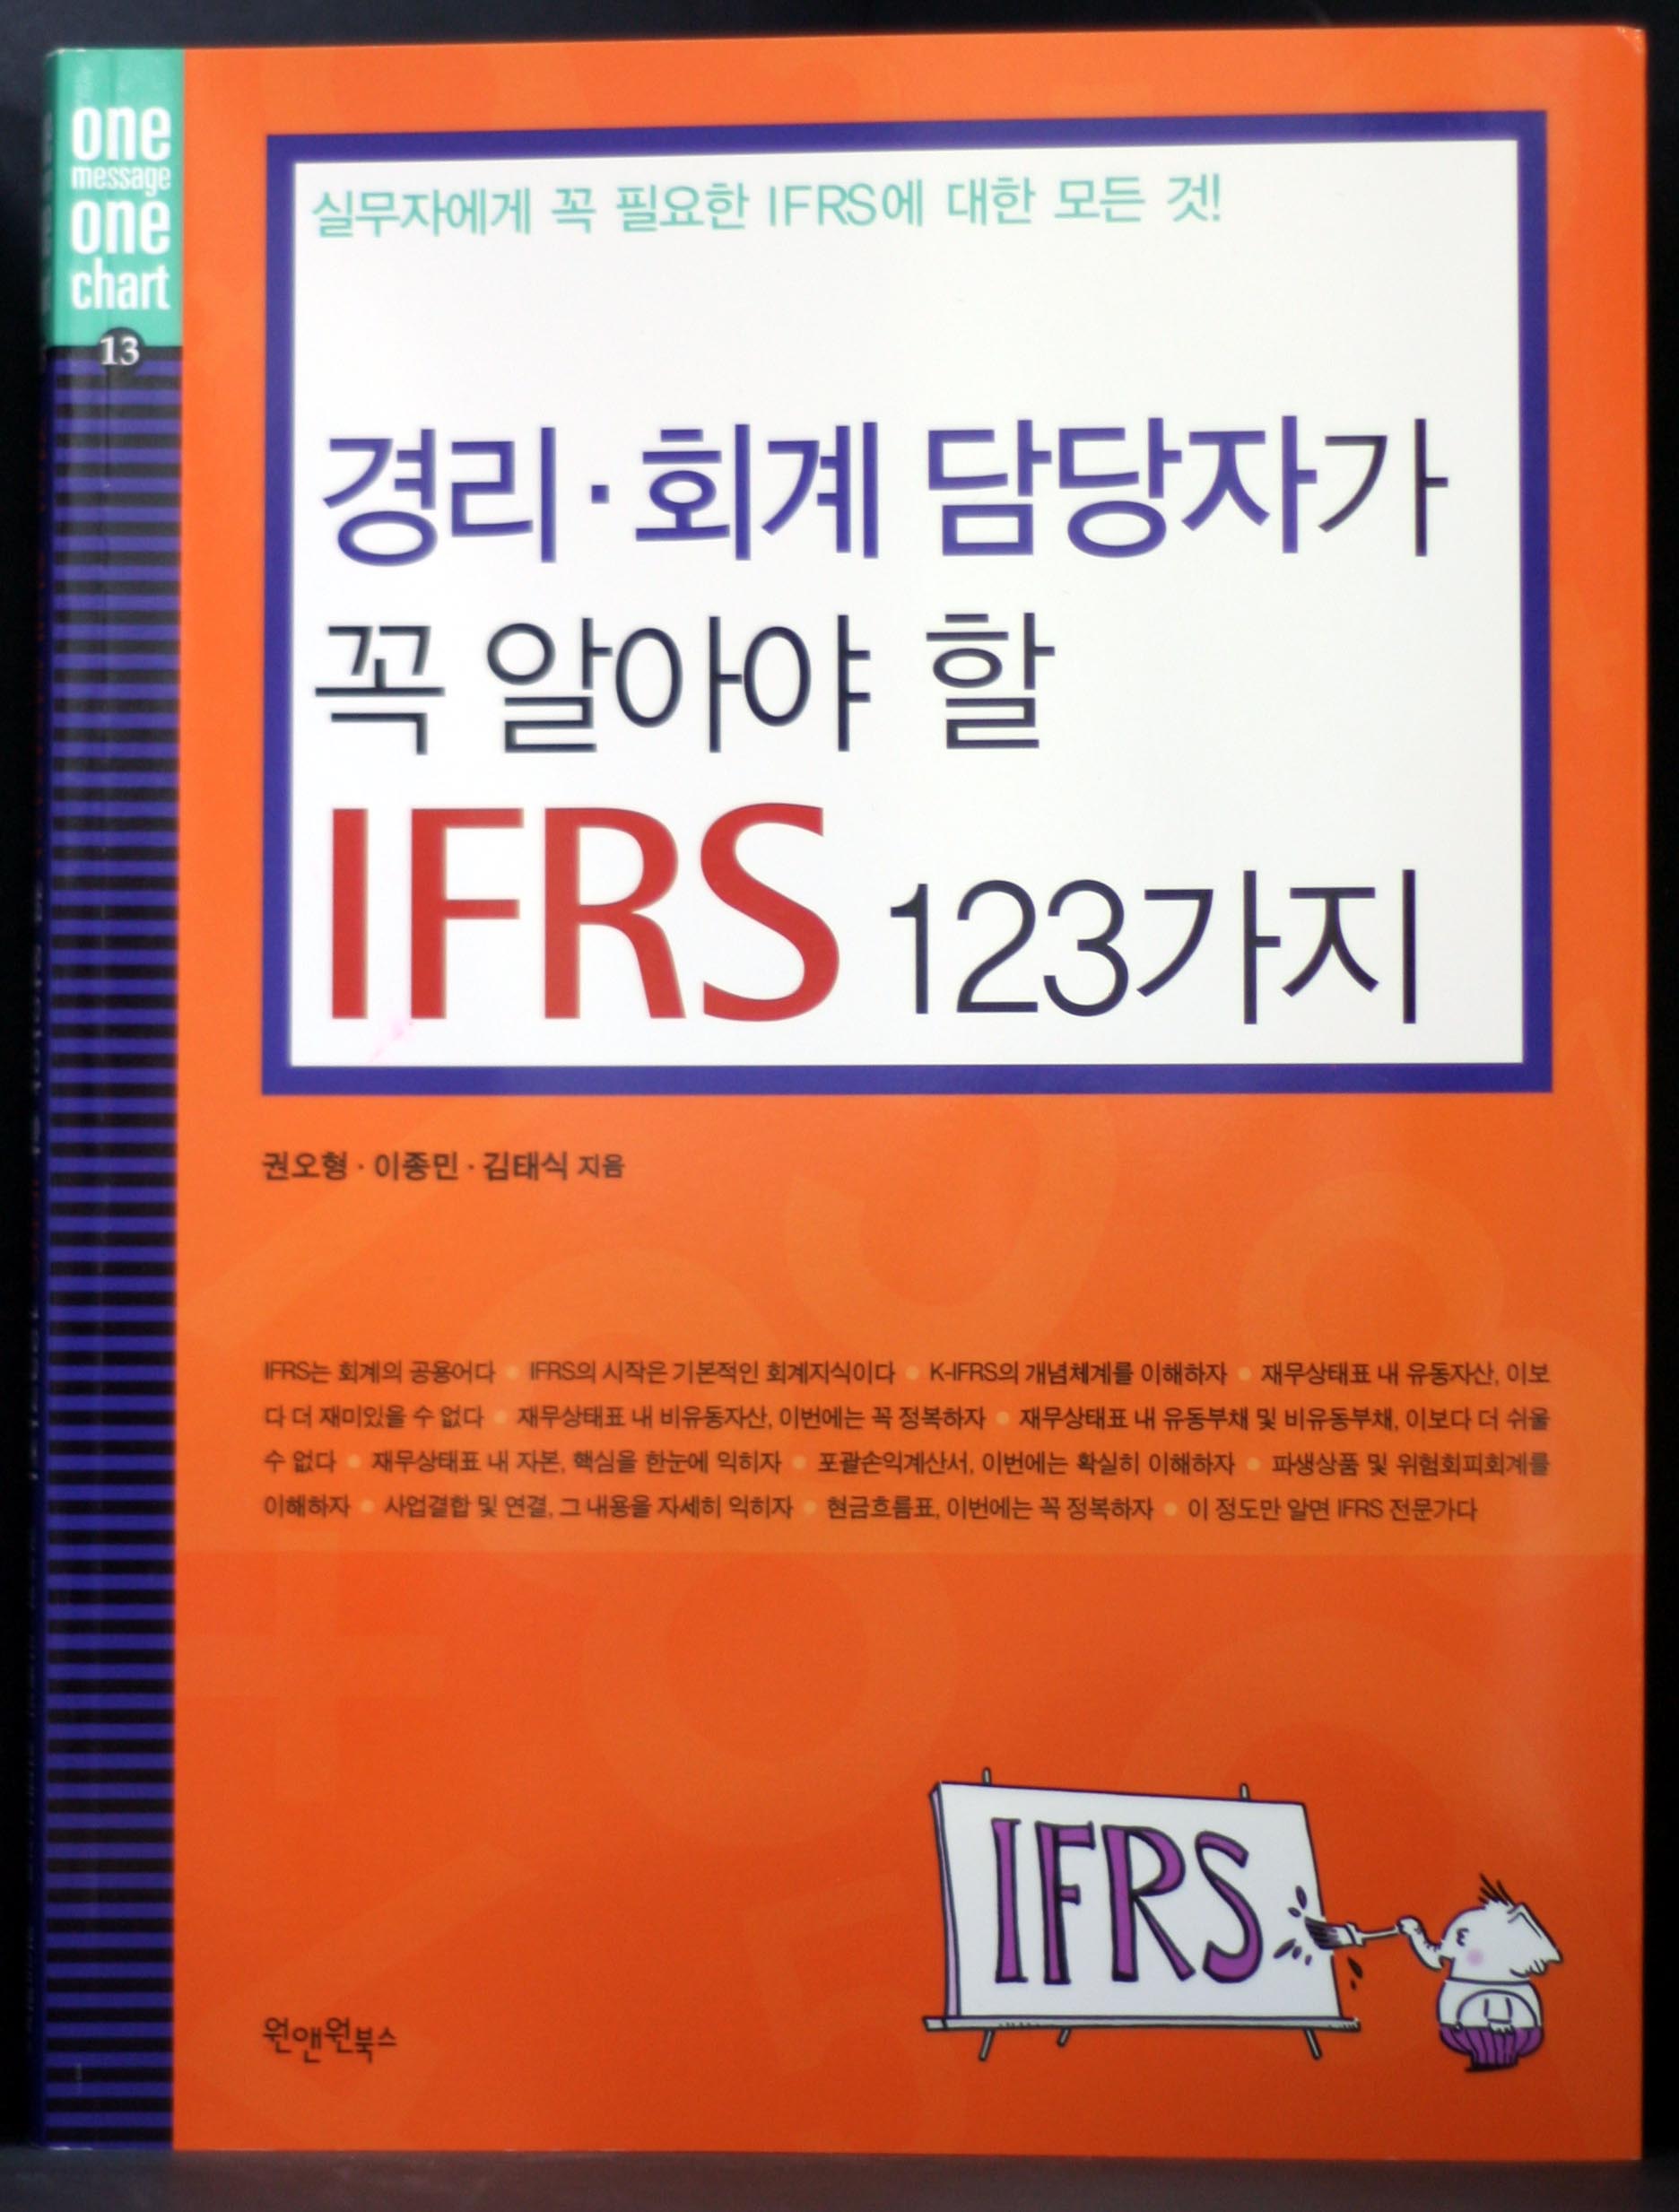 one
message
one
chart
13
실무자에게 꼭 필요한 IFRS에 대한 모든 것!
경리·회계 담당자가
꼭 알아야 할
IFRS 123가지
권오형·이종민·김태식 지음
IFRS는 회계의 공용어다 • IFRS의 시작은 기본적인 회계지식이다 • K-IFRS의 개념체계를 이해하자 • 재무상태표 내 유동자산, 이보
다 더 재미있을 수 없다 • 재무상태표 내 비유동자산, 이번에는 꼭 정복하자 • 재무상태표 내 유동부채 및 비유동부채, 이보다 더 쉬울
수 없다 • 재무상태표 내 자본, 핵심을 한눈에 익히자 • 포괄손익계산서, 이번에는 확실히 이해하자 • 파생상품 및 위험회피회계를
이해하자 • 사업결합 및 연결, 그 내용을 자세히 익히자 • 현금흐름표, 이번에는 꼭 정복하자 • 이 정도만 알면 IFRS 전문가다
IFRS
원앤원북스